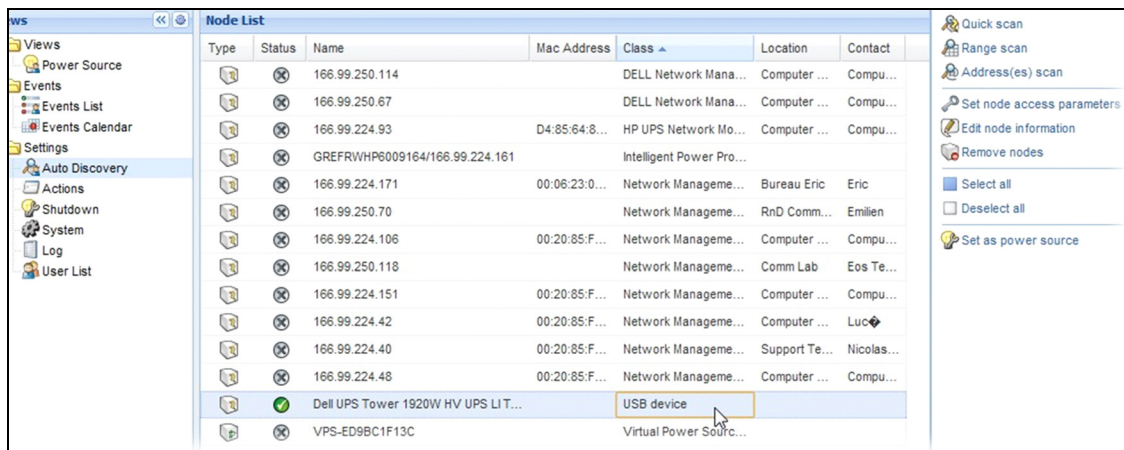 ws
Views
Power Source
Events
Events List
Events Calendar
Settings
Auto Discovery
Actions
Shutdown
System
Log
User List
Node List
Type Status Name Mac Address Class Location Contact
166.99.250.114 DELL Network Mana... Computer ... Compu...
166.99.250.67 DELL Network Mana... Computer ... Compu...
166.99.224.93 D4:85:64:8... HP UPS Network Mo... Computer ... Compu...
GREFRWHP6009164/166.99.224.161 Intelligent Power Pro...
166.99.224.171 00:06:23:0... Network Manageme... Bureau Eric Eric
166.99.250.70 Network Manageme... RnD Comm... Emilien
166.99.224.106 00:20:85:F... Network Manageme... Computer ... Compu...
166.99.250.118 Network Manageme... Comm Lab Eos Te...
166.99.224.151 00:20:85:F... Network Manageme... Computer ... Compu...
166.99.224.42 00:20:85:F... Network Manageme... Computer ... Luc�
166.99.224.40 00:20:85:F... Network Manageme... Support Te... Nicolas...
166.99.224.48 00:20:85:F... Network Manageme... Computer ... Compu...
Dell UPS Tower 1920W HV UPS LI T... USB device
VPS-ED9BC1F13C Virtual Power Sourc...
Quick scan
Range scan
Address(es) scan
Set node access parameters
Edit node information
Remove nodes
Select all
Deselect all
Set as power source